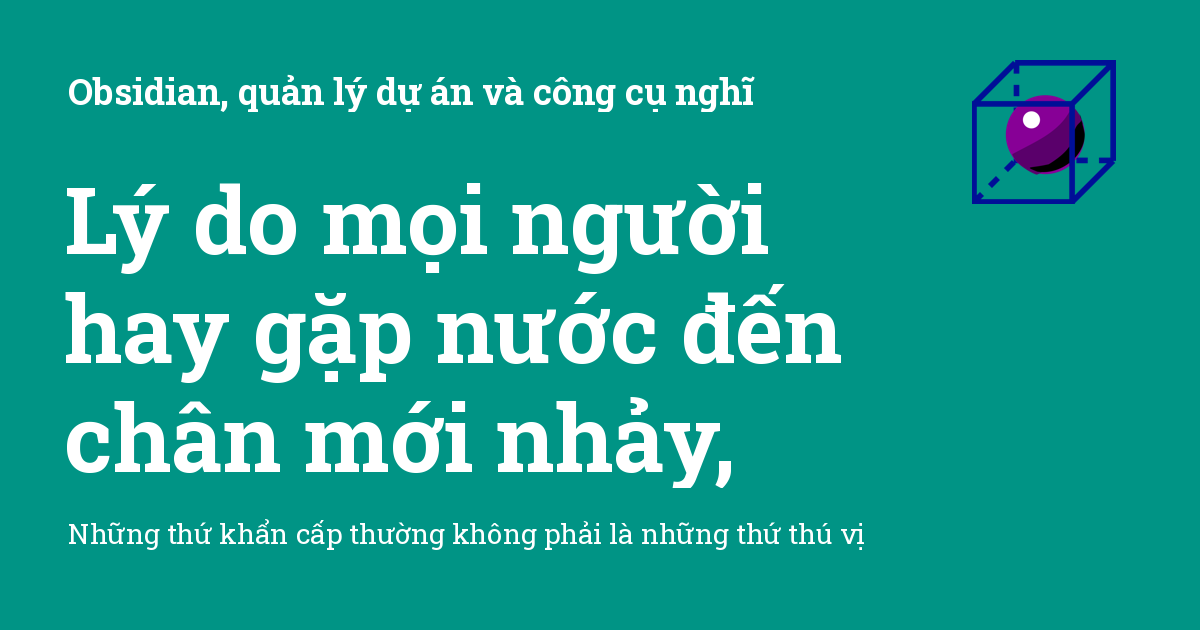 Obsidian, quản lý dự án và công cụ nghĩ
Lý do mọi người
hay gặp nước đến
chân mới nhảy,
Những thứ khẩn cấp thường không phải là những thứ thú vị